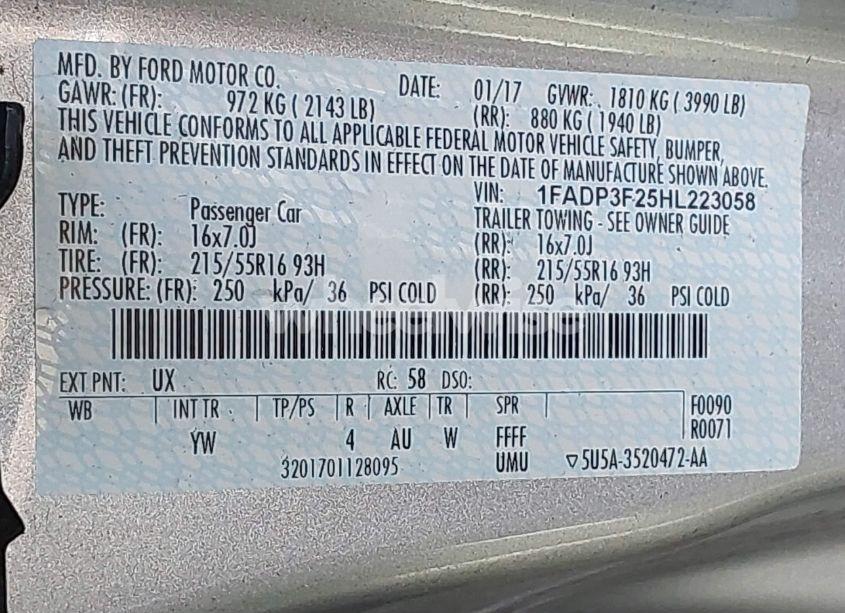 MFD. BY FORD MOTOR CO. DATE: 01/17 GVWR: 1810 KG ( 3990 LB)
GAWR: (FR): 972 KG ( 2143 LB) (RR): 880 KG ( 1940 LB)
THIS VEHICLE CONFORMS TO ALL APPLICABLE FEDERAL MOTOR VEHICLE SAFETY, BUMPER,
AND THEFT PREVENTION STANDARDS IN EFFECT ON THE DATE OF MANUFACTURE SHOWN ABOVE.
VIN: 1FADP3F25HL223058
TYPE: Passenger Car TRAILER TOWING - SEE OWNER GUIDE
RIM: (FR): 16x7.0J (RR): 16x7.0J
TIRE: (FR): 215/55R16 93H (RR): 215/55R16 93H
PRESSURE: (FR): 250 kPa/ 36 PSI COLD (RR): 250 kPa/ 36 PSI COLD
wheelwise
EXT PNT: UX RC: 58 DSO:
WB INT TR TP/PS R AXLE TR SPR F0090
YW 4 AU W FFFF R0071
3201701128095 UMU ▽5U5A-3520472-AA